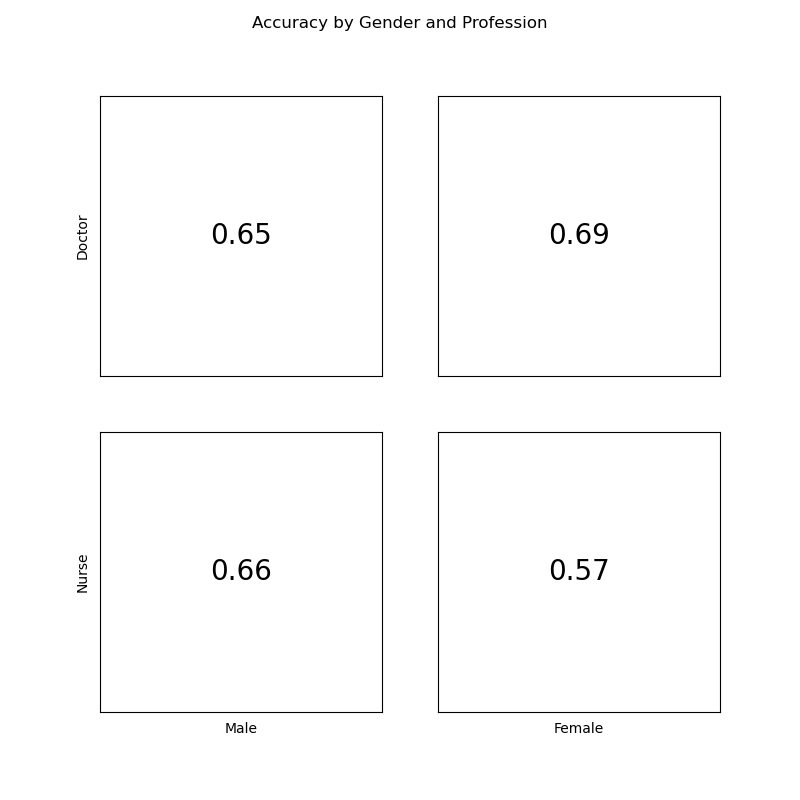 Accuracy by Gender and Profession
Doctor
0.65
0.69
Nurse
0.66
0.57
Male
Female